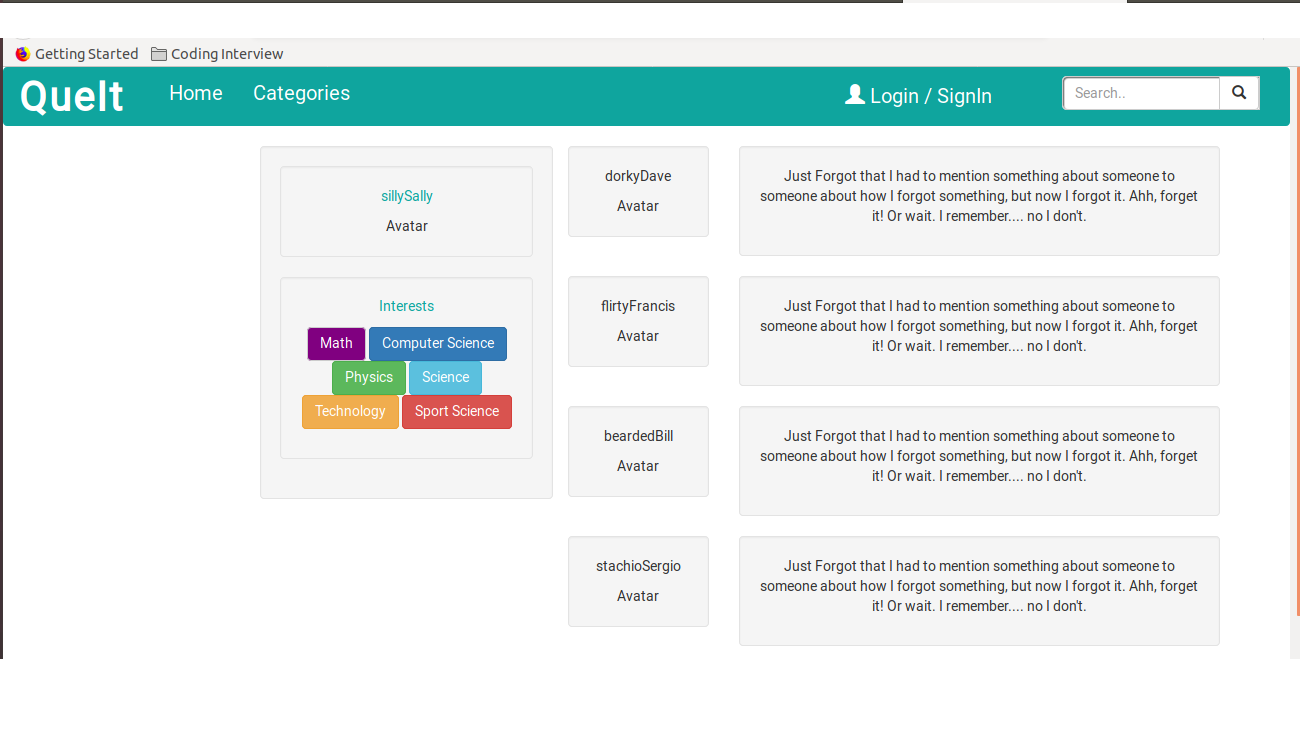 Getting Started Coding Interview
QueIt Home Categories Login / SignIn Search..
sillySally
Avatar
Interests
Math Computer Science
Physics Science
Technology Sport Science
dorkyDave
Avatar
Just Forgot that I had to mention something about someone to
someone about how I forgot something, but now I forgot it. Ahh, forget
it! Or wait. I remember.... no I don't.
flirtyFrancis
Avatar
Just Forgot that I had to mention something about someone to
someone about how I forgot something, but now I forgot it. Ahh, forget
it! Or wait. I remember.... no I don't.
beardedBill
Avatar
Just Forgot that I had to mention something about someone to
someone about how I forgot something, but now I forgot it. Ahh, forget
it! Or wait. I remember.... no I don't.
stachioSergio
Avatar
Just Forgot that I had to mention something about someone to
someone about how I forgot something, but now I forgot it. Ahh, forget
it! Or wait. I remember.... no I don't.